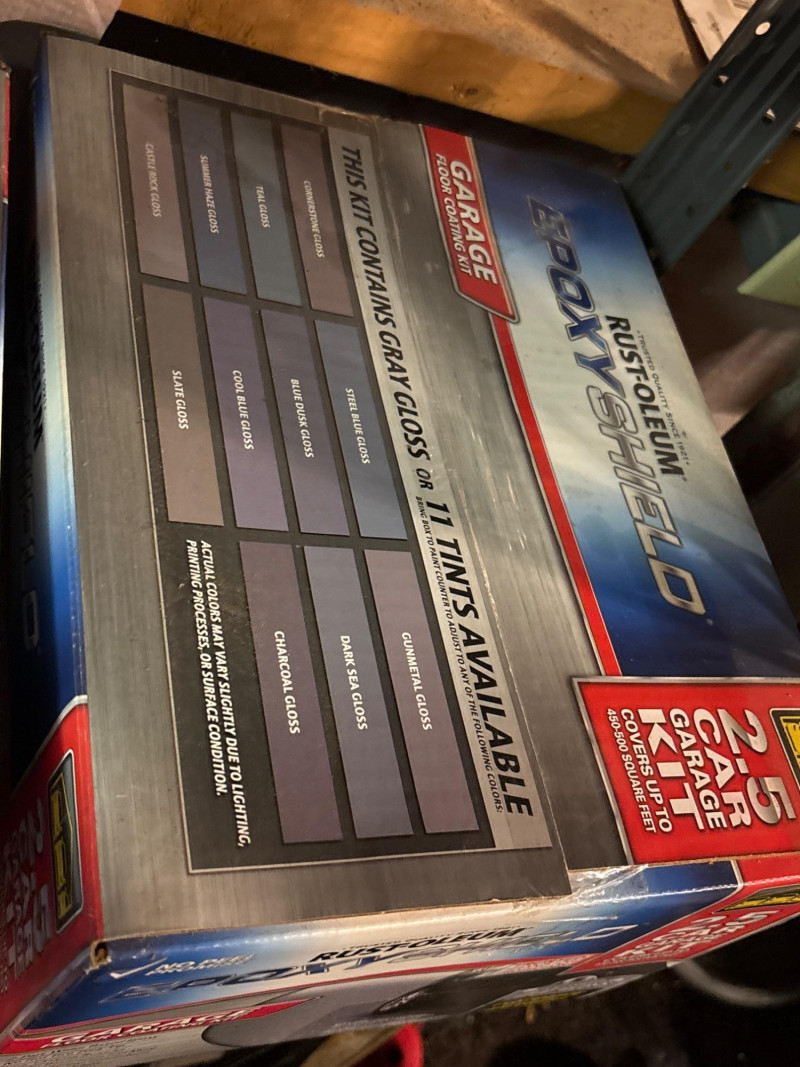 "TRUSTED QUALITY SINCE 1921"
RUST-OLEUM
EPOXYSHIELD
GARAGE
FLOOR COATING KIT
2.5
CAR
GARAGE
KIT
COVERS UP TO
450-500 SQUARE FEET
THIS KIT CONTAINS GRAY GLOSS OR 11 TINTS AVAILABLE
BRING BOX TO PAINT COUNTER TO ADJUST TO ANY OF THE FOLLOWING COLORS:
CORNERSTONE GLOSS
STEEL BLUE GLOSS
GUNMETAL GLOSS
TEAL GLOSS
BLUE DUSK GLOSS
DARK SEA GLOSS
SUMMER HAZE GLOSS
COOL BLUE GLOSS
CHARCOAL GLOSS
CASTLE ROCK GLOSS
SLATE GLOSS
ACTUAL COLORS MAY VARY SLIGHTLY DUE TO LIGHTING,
PRINTING PROCESSES, OR SURFACE CONDITION.
RUST-OLEUM
EPOXYSHIELD
GARAGE